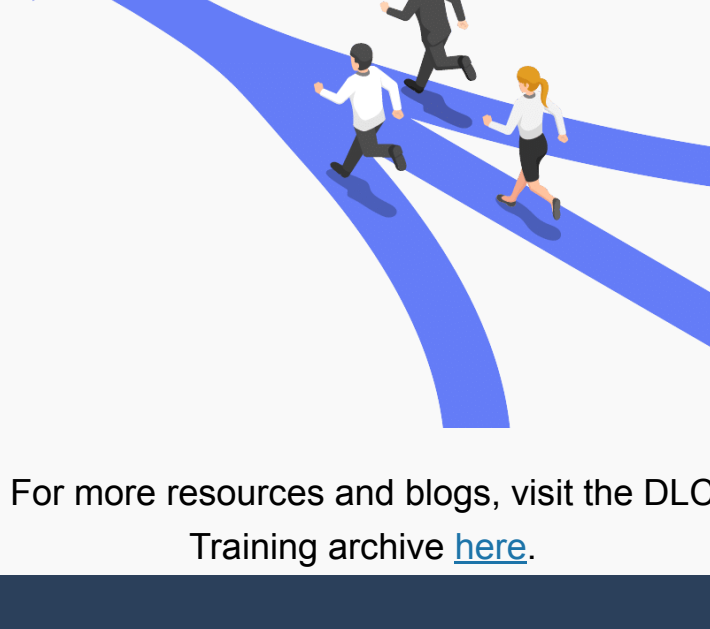 For more resources and blogs, visit the DLC
Training archive here.